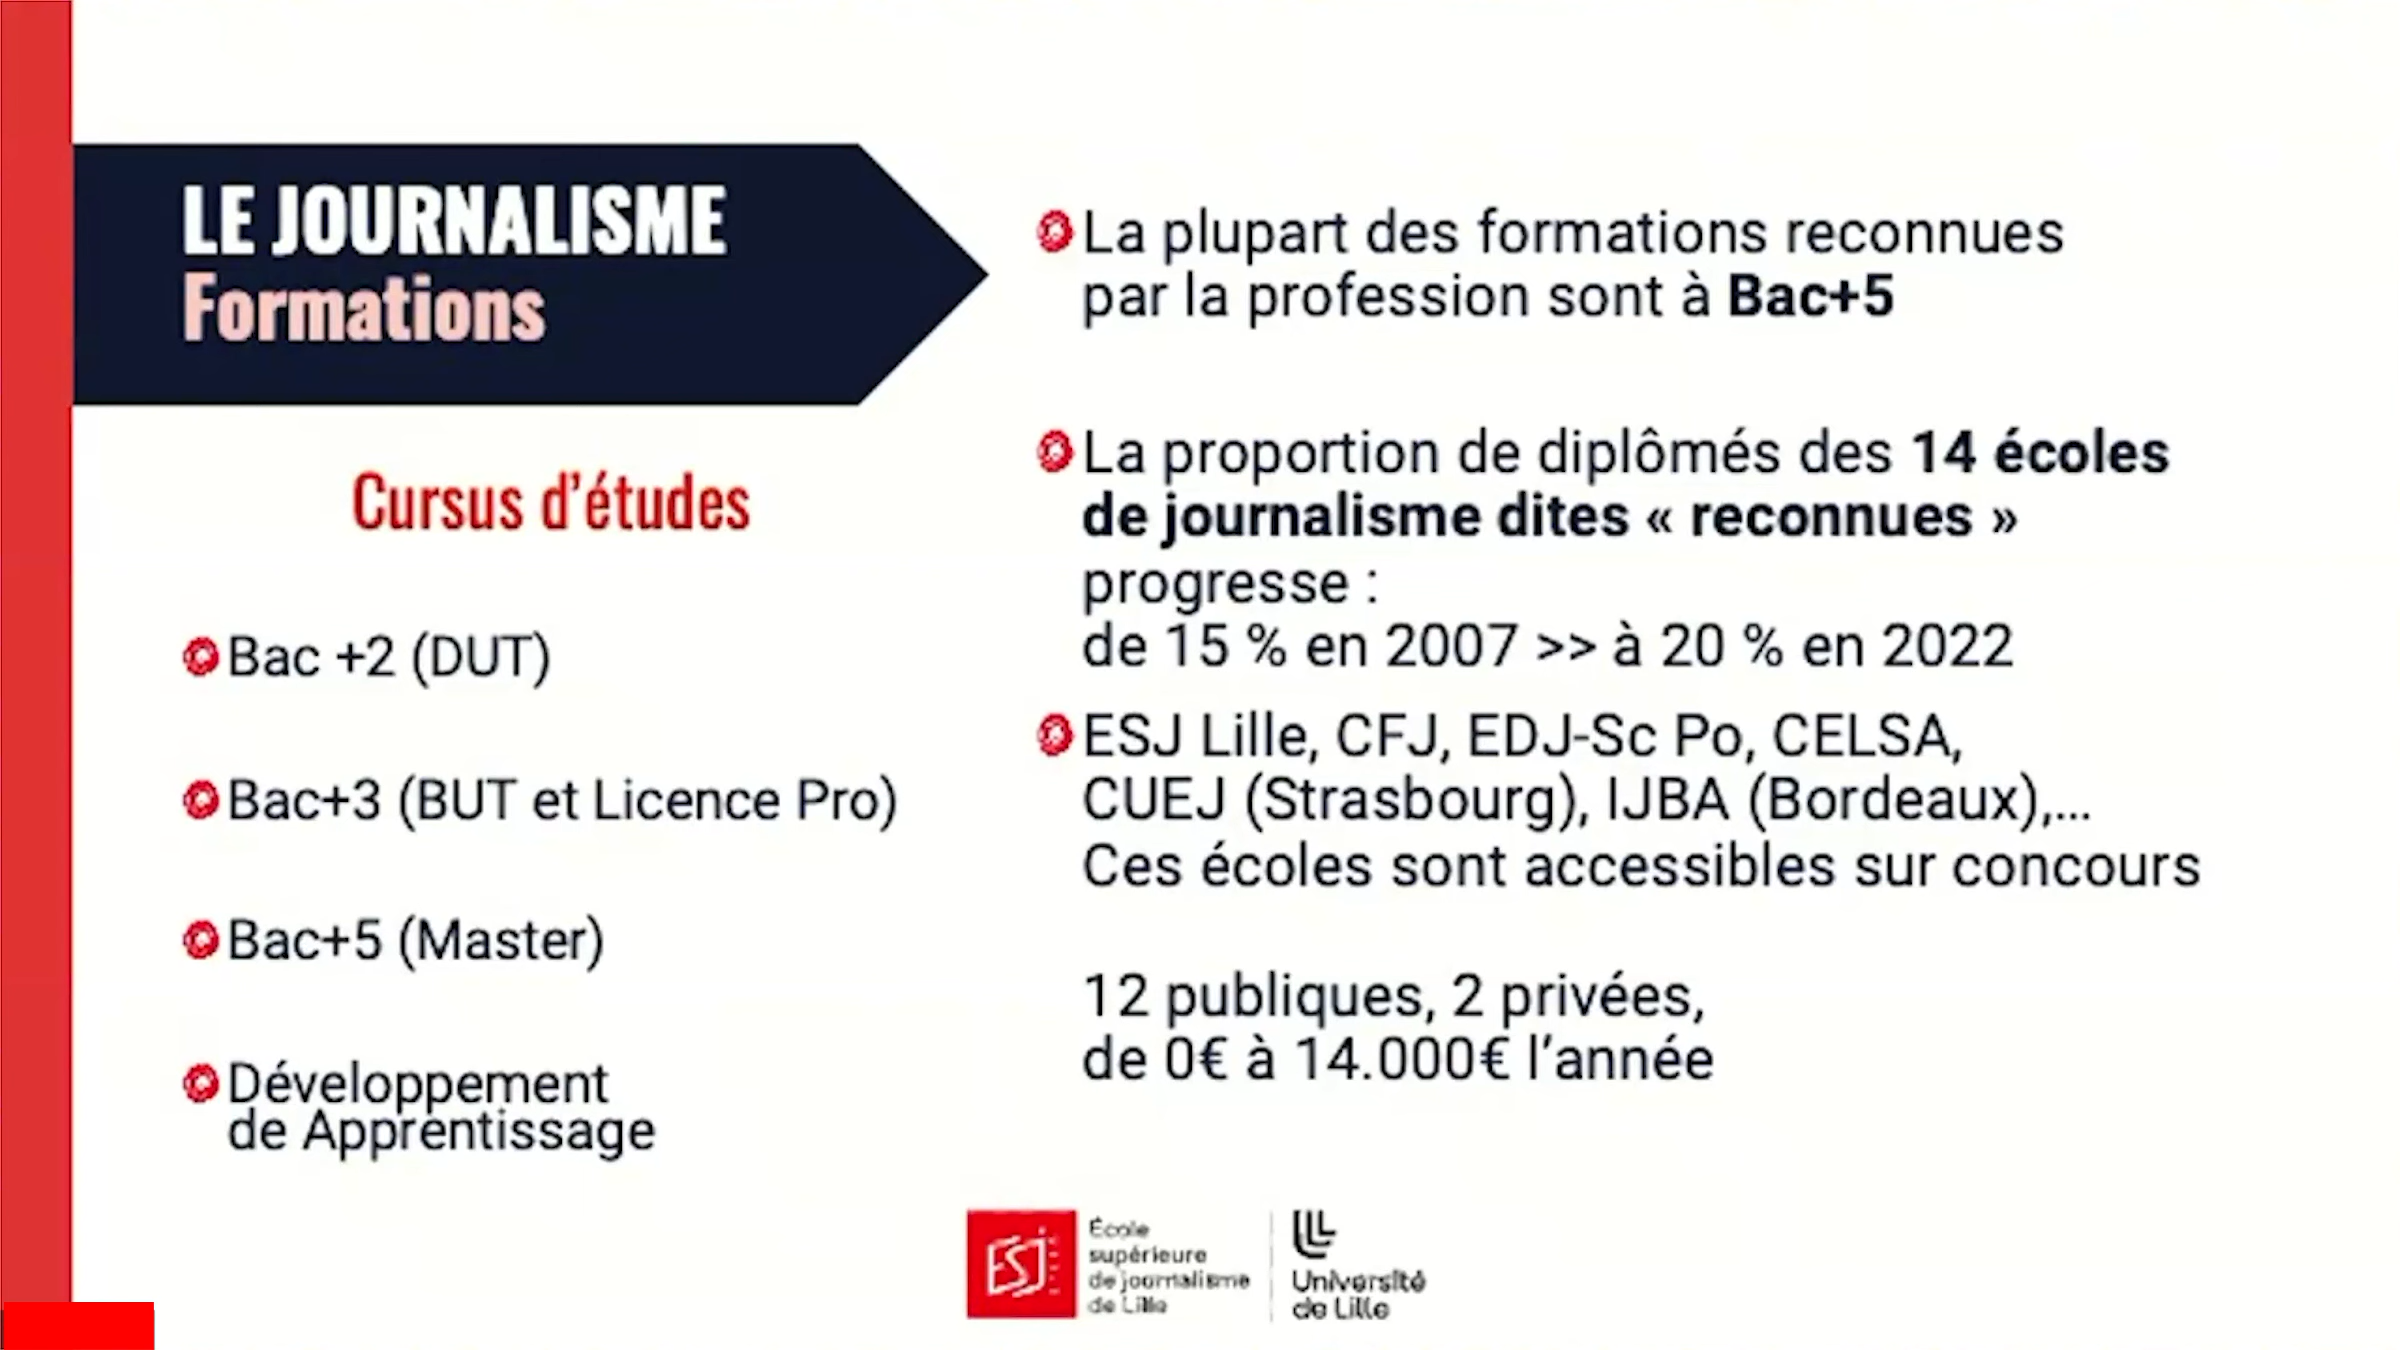 LE JOURNALISME
Formations
Cursus d'études
Bac +2 (DUT)
Bac+3 (BUT et Licence Pro)
Bac+5 (Master)
Développement
de Apprentissage
La plupart des formations reconnues
par la profession sont à Bac+5
La proportion de diplômés des 14 écoles
de journalisme dites « reconnues »
progresse :
de 15 % en 2007 >> à 20 % en 2022
ESJ Lille, CFJ, EDJ-Sc Po, CELSA,
CUEJ (Strasbourg), IJBA (Bordeaux),...
Ces écoles sont accessibles sur concours
12 publiques, 2 privées,
de 0€ à 14.000€ l'année
ESJ
École
supérieure
de journalisme
de Lille
Université
de Lille